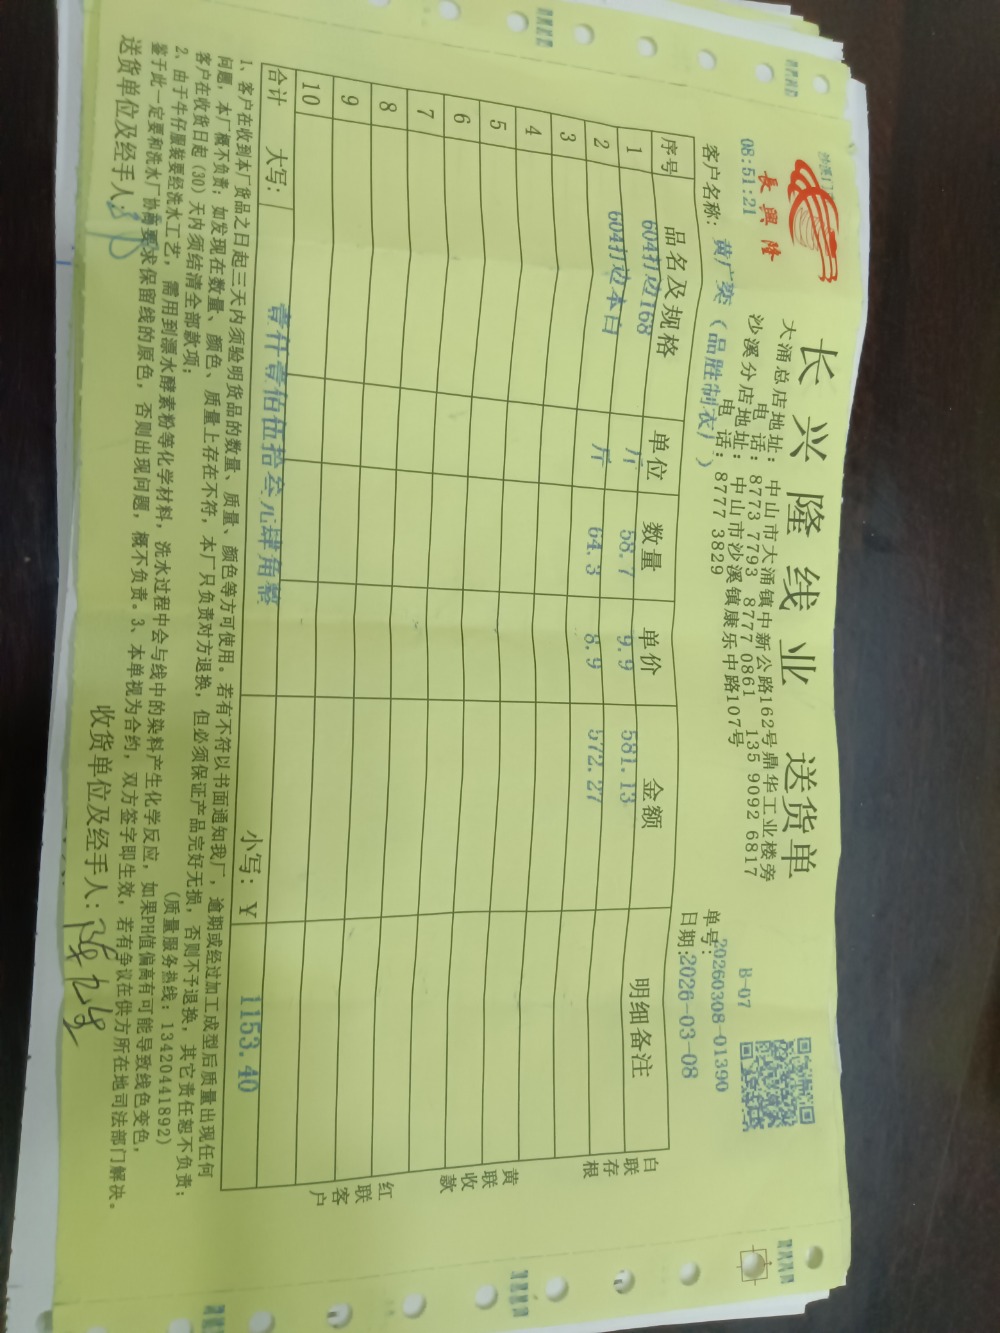 長興隆
08:51:21
长兴隆线业 送货单
大涌总店地址：中山市大涌镇中新公路162号鼎华工业楼旁
电 话：8773 7793 8777 0861 135 9092 6817
沙溪分店地址：中山市沙溪镇康乐中路107号
电 话：8777 3829
B-07
单号：20260308-01390
日期：2026-03-08
客户名称：黄广奕（品胜制衣）
序号 品名及规格 单位 数量 单价 金额 明细备注
1 604打边168 斤 58.7 9.9 581.13
2 604打边本白 斤 64.3 8.9 572.27
3
4
5
6
7
8
9
10
合计 大写： 壹仟壹佰伍拾叁元肆角整 小写：￥ 1153.40
白联存根
黄联收款
红联客户
1、客户在收到本厂货品之日起三天内须验明货品的数量、质量、颜色等方可使用。若有不符以书面通知我厂，逾期或经过加工成型后质量出现任何
问题，本厂概不负责；如发现在数量、颜色、质量上存在不符，本厂只负责对方退换，但必须保证产品完好无损，否则不予退换，其它责任恕不负责；
客户在收货日起（30）天内须结清全部款项； (质量服务热线：13420441892)
2、由于牛仔服装要经洗水工艺，需用到漂水酵素粉等化学材料，洗水过程中会与线中的染料产生化学反应，如果PH值偏高有可能导致线色变色，
鉴于此一定要和洗水厂协商要求保留线的原色，否则出现问题，概不负责。3、本单视为合约，双方签字即生效，若有争议在供方所在地司法部门解决。
送货单位及经手人： 收货单位及经手人：